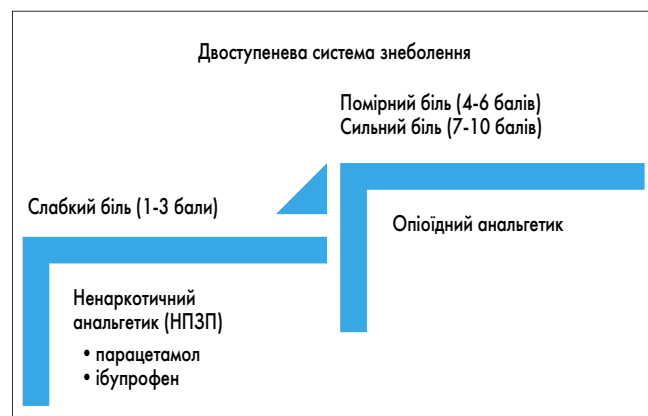 Двоступенева система знеболення
Помірний біль (4-6 балів)
Сильний біль (7-10 балів)
Слабкий біль (1-3 бали)
Опіоїдний анальгетик
Ненаркотичний
анальгетик (НПЗП)
• парацетамол
• ібупрофен